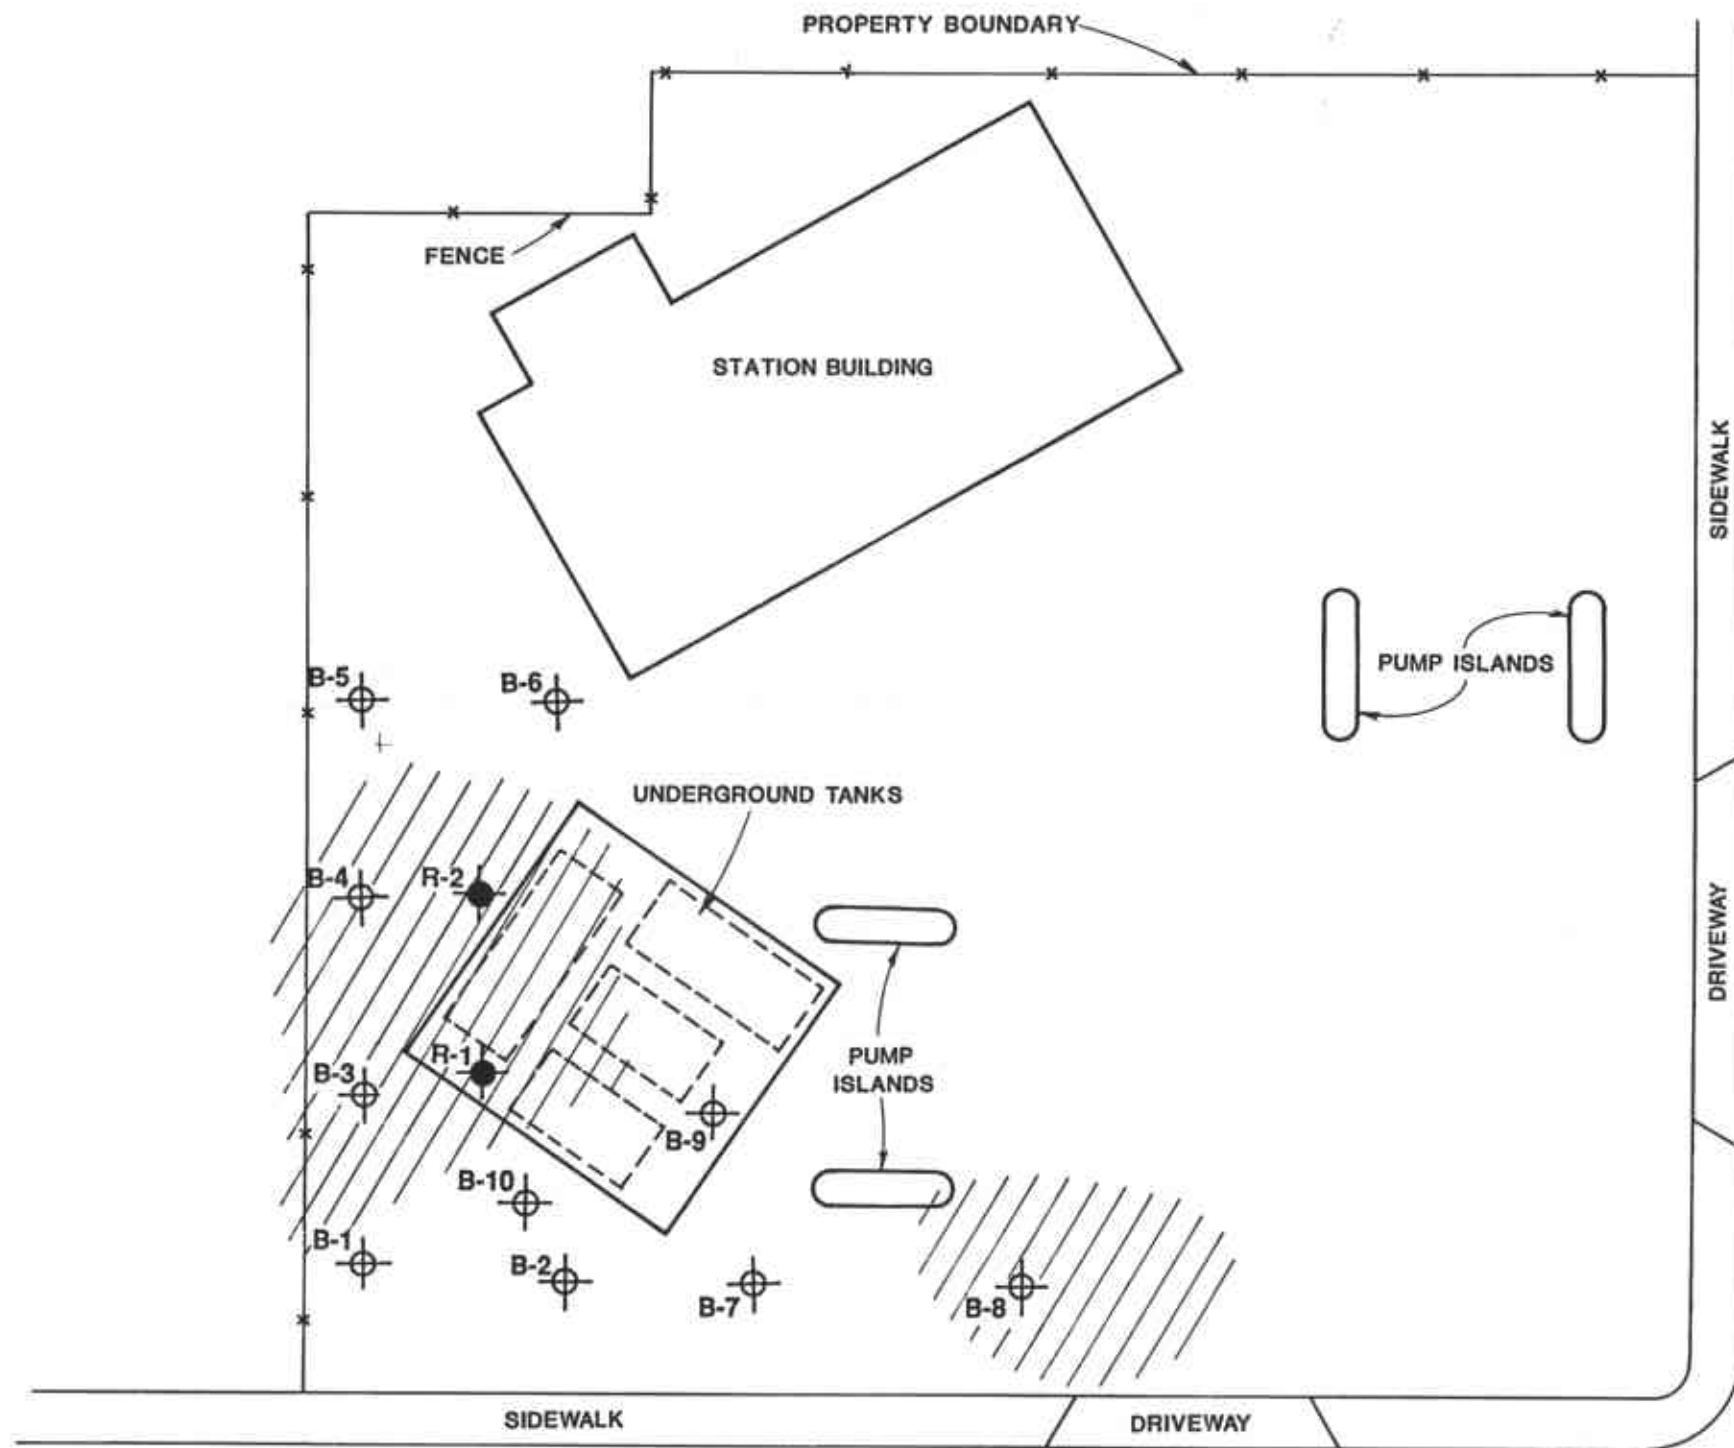 PROPERTY BOUNDARY
FENCE
STATION BUILDING
SIDEWALK
PUMP ISLANDS
B-5
B-6
UNDERGROUND TANKS
B-4
R-2
DRIVEWAY
R-1
PUMP
ISLANDS
B-3
B-9
B-10
B-1
B-2
B-7
B-8
SIDEWALK
DRIVEWAY